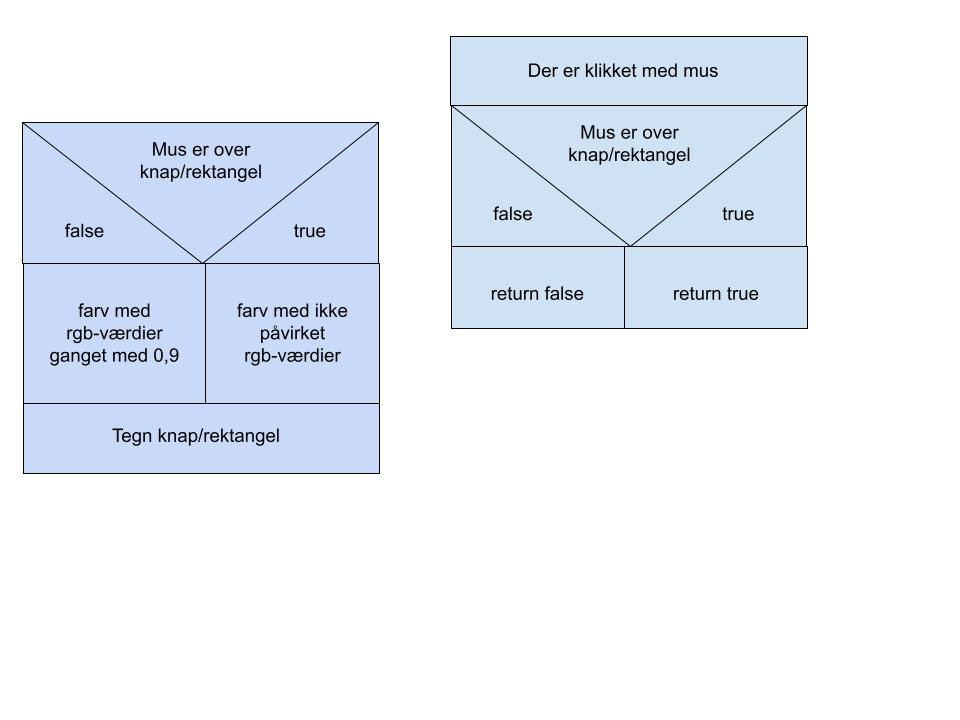 Mus er over
knap/rektangel
false
true
farv med
rgb-værdier
ganget med 0,9
farv med ikke
påvirket
rgb-værdier
Tegn knap/rektangel
Der er klikket med mus
Mus er over
knap/rektangel
false
true
return false
return true